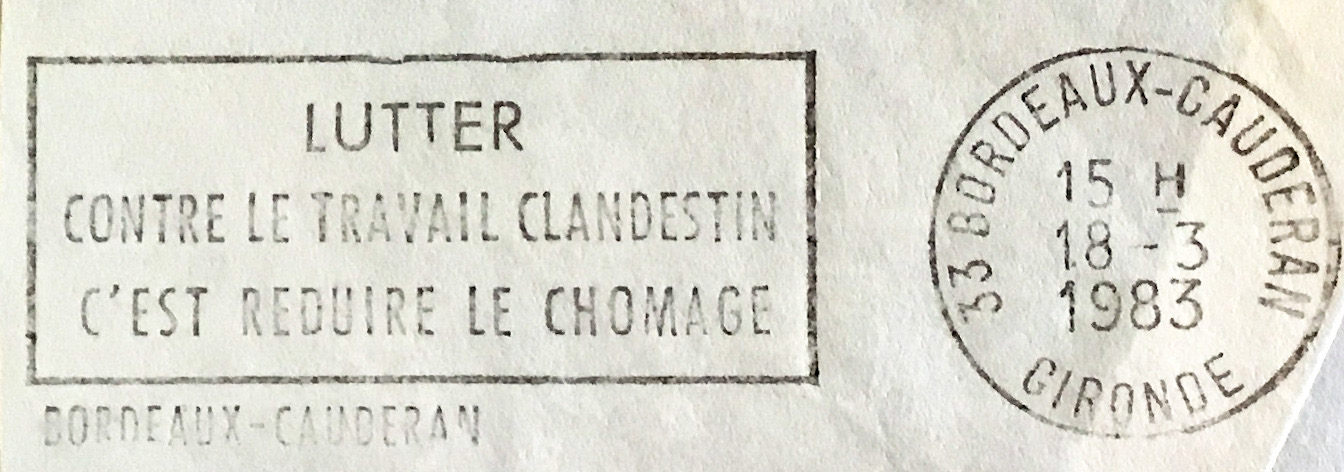 LUTTER
CONTRE LE TRAVAIL CLANDESTIN
C'EST REDUIRE LE CHOMAGE
BORDEAUX-CAUDERAN
33 BORDEAUX-CAUDERAN
15 H
18 - 3
1983
GIRONDE